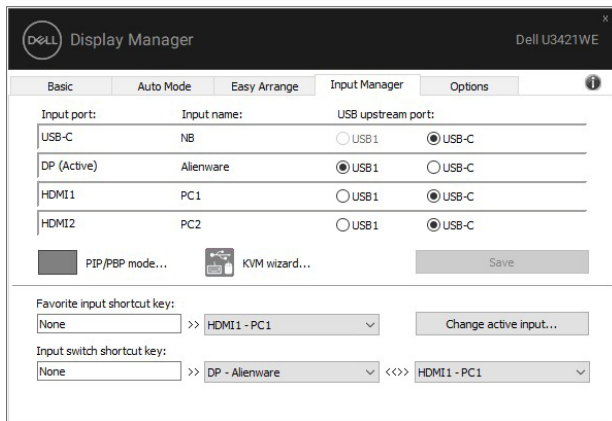 x
DELL Display Manager Dell U3421WE
Basic Auto Mode Easy Arrange Input Manager Options i
Input port: Input name: USB upstream port:
USB-C NB USB1 USB-C
DP (Active) Alienware USB1 USB-C
HDMI1 PC1 USB1 USB-C
HDMI2 PC2 USB1 USB-C
PIP/PBP mode... KVM wizard... Save
Favorite input shortcut key:
None >> HDMI1 - PC1 Change active input...
Input switch shortcut key:
None >> DP - Alienware <<>> HDMI1 - PC1